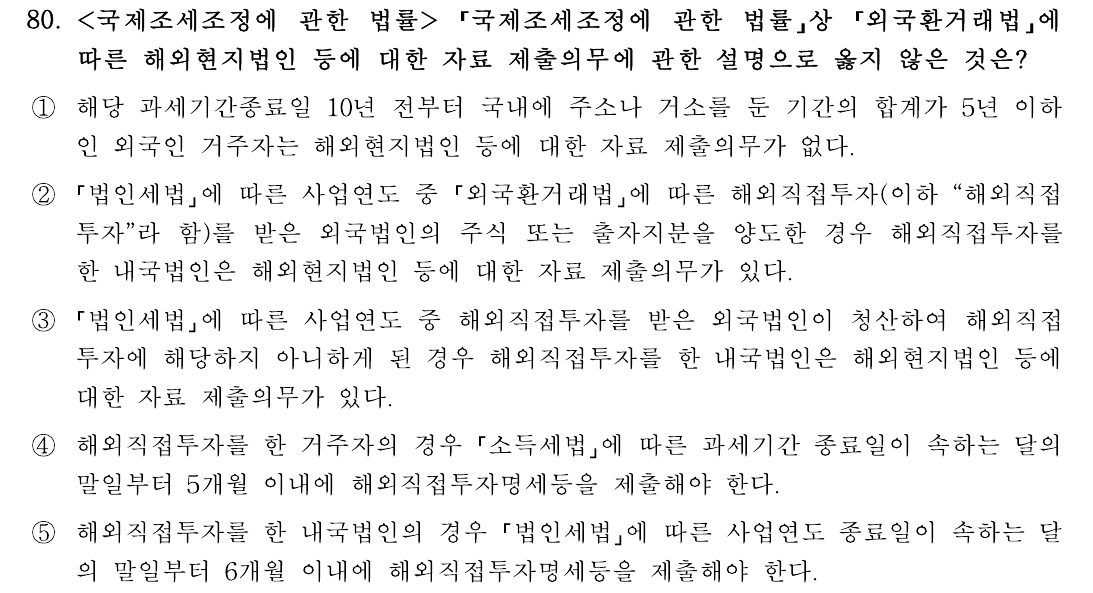 80. <국제조세조정에 관한 법률> 「국제조세조정에 관한 법률」상 「외국환거래법」에
따른 해외현지법인 등에 대한 자료 제출의무에 관한 설명으로 옳지 않은 것은?
① 해당 과세기간종료일 10년 전부터 국내에 주소나 거소를 둔 기간의 합계가 5년 이하
인 외국인 거주자는 해외현지법인 등에 대한 자료 제출의무가 없다.
② 「법인세법」에 따른 사업연도 중 「외국환거래법」에 따른 해외직접투자(이하 “해외직접
투자”라 함)를 받은 외국법인의 주식 또는 출자지분을 양도한 경우 해외직접투자를
한 내국법인은 해외현지법인 등에 대한 자료 제출의무가 있다.
③ 「법인세법」에 따른 사업연도 중 해외직접투자를 받은 외국법인이 청산하여 해외직접
투자에 해당하지 아니하게 된 경우 해외직접투자를 한 내국법인은 해외현지법인 등에
대한 자료 제출의무가 있다.
④ 해외직접투자를 한 거주자의 경우 「소득세법」에 따른 과세기간 종료일이 속하는 달의
말일부터 5개월 이내에 해외직접투자명세등을 제출해야 한다.
⑤ 해외직접투자를 한 내국법인의 경우 「법인세법」에 따른 사업연도 종료일이 속하는 달
의 말일부터 6개월 이내에 해외직접투자명세등을 제출해야 한다.